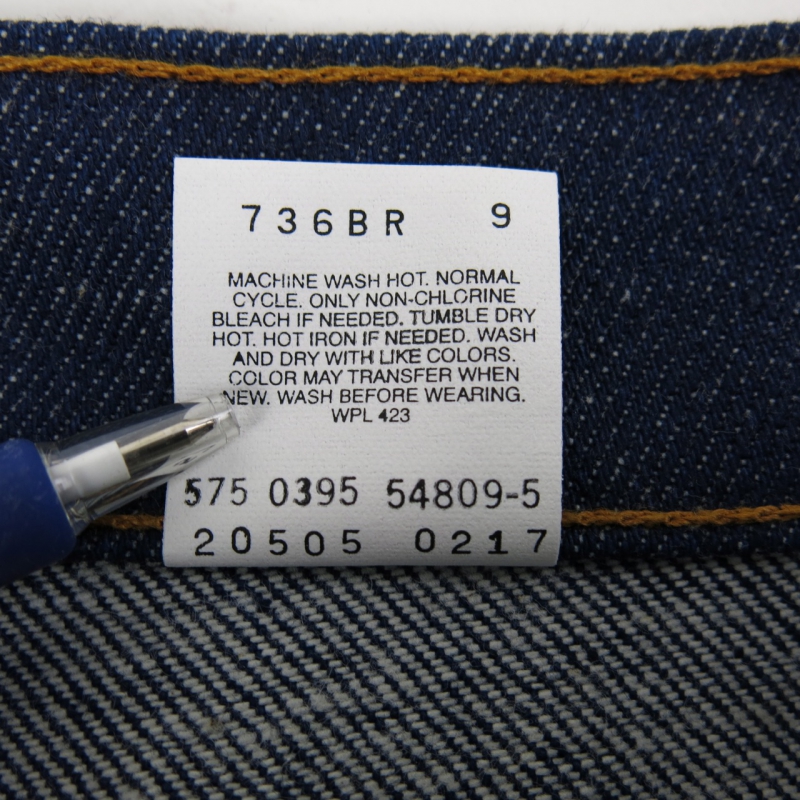 736BR 9
MACHINE WASH HOT. NORMAL
CYCLE. ONLY NON-CHLORINE
BLEACH IF NEEDED. TUMBLE DRY
HOT. HOT IRON IF NEEDED. WASH
AND DRY WITH LIKE COLORS.
COLOR MAY TRANSFER WHEN
NEW. WASH BEFORE WEARING.
WPL 423
575 0395 54809-5
20505 0217